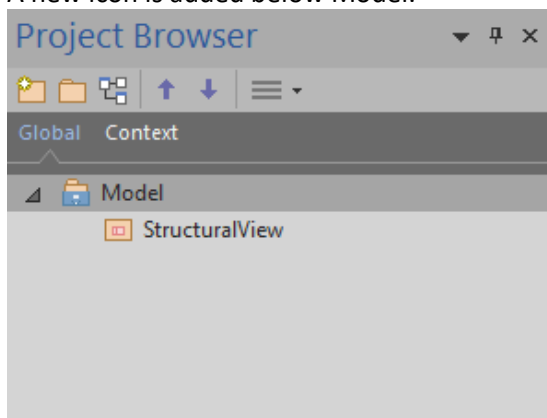 A new icon is added below Model.
Project Browser
Global Context
Model
StructuralView